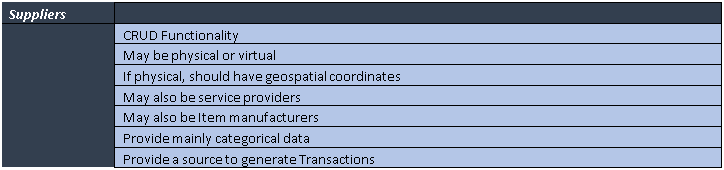 Suppliers
CRUD Functionality
May be physical or virtual
If physical, should have geospatial coordinates
May also be service providers
May also be Item manufacturers
Provide mainly categorical data
Provide a source to generate Transactions